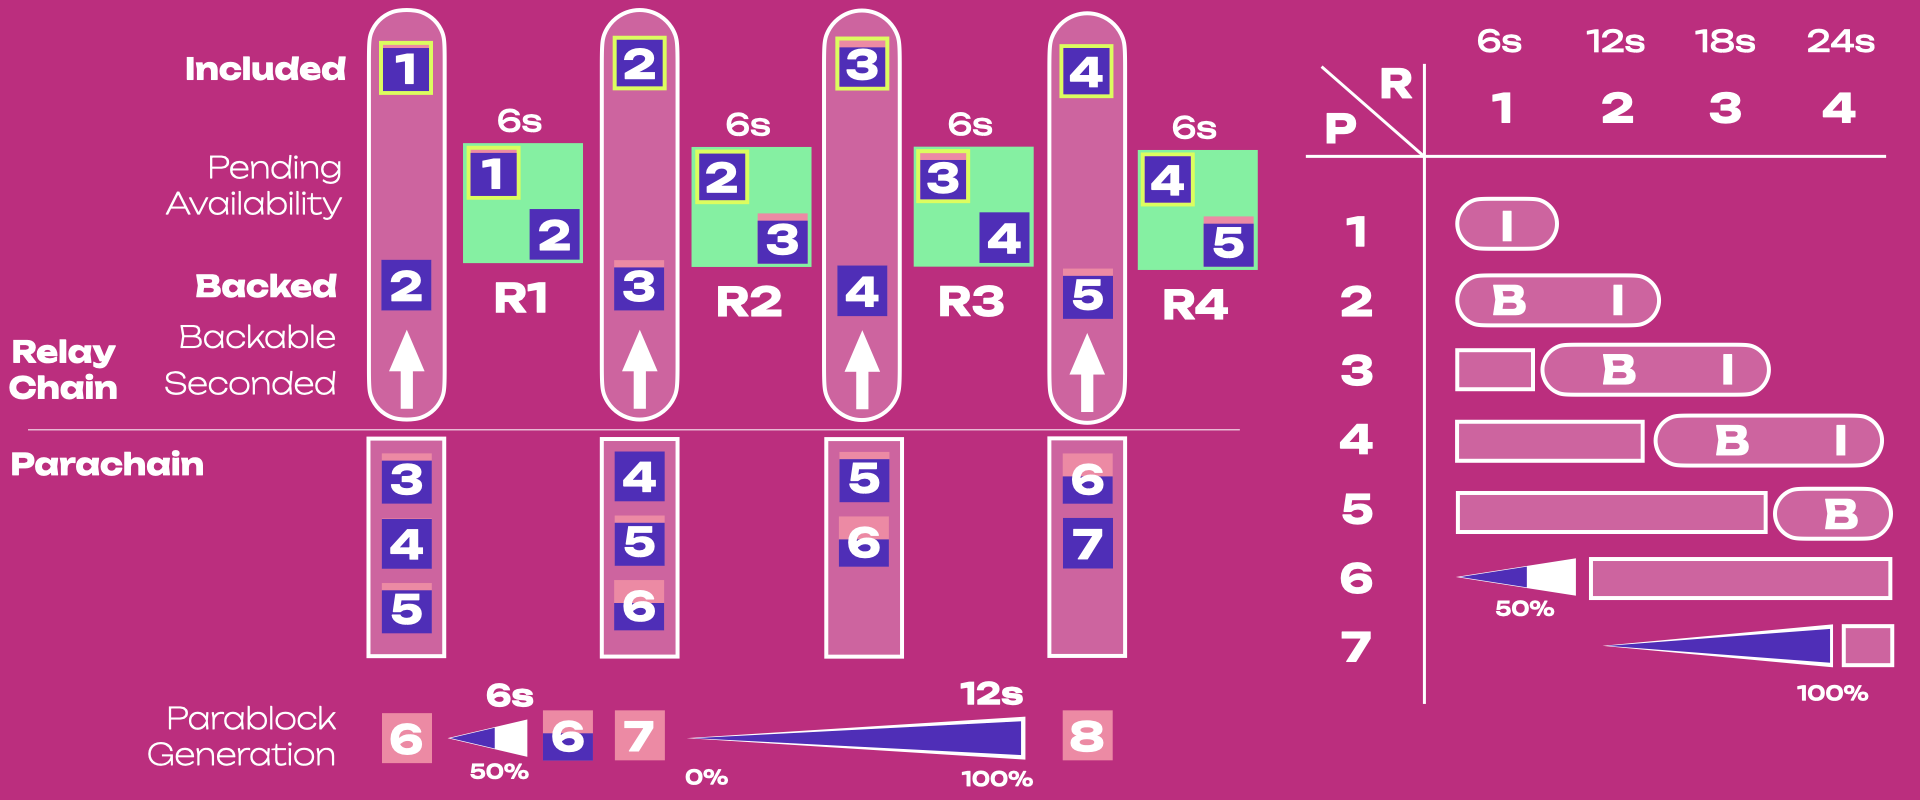 Included
1
2
3
4
6s
6s
6s
6s
Pending
Availability
1
2
3
4
2
3
4
5
Backed
2
3
4
5
R1
R2
R3
R4
Backable
Seconded
Relay
Chain
Parachain
3
4
5
6
4
5
6
7
5
6
Parablock
Generation
6
6s
50%
6
7
0%
12s
100%
8
6s 12s 18s 24s
R
P
1 2 3 4
1 I
2 B I
3 B I
4 B I
5 B
6
50%
7
100%